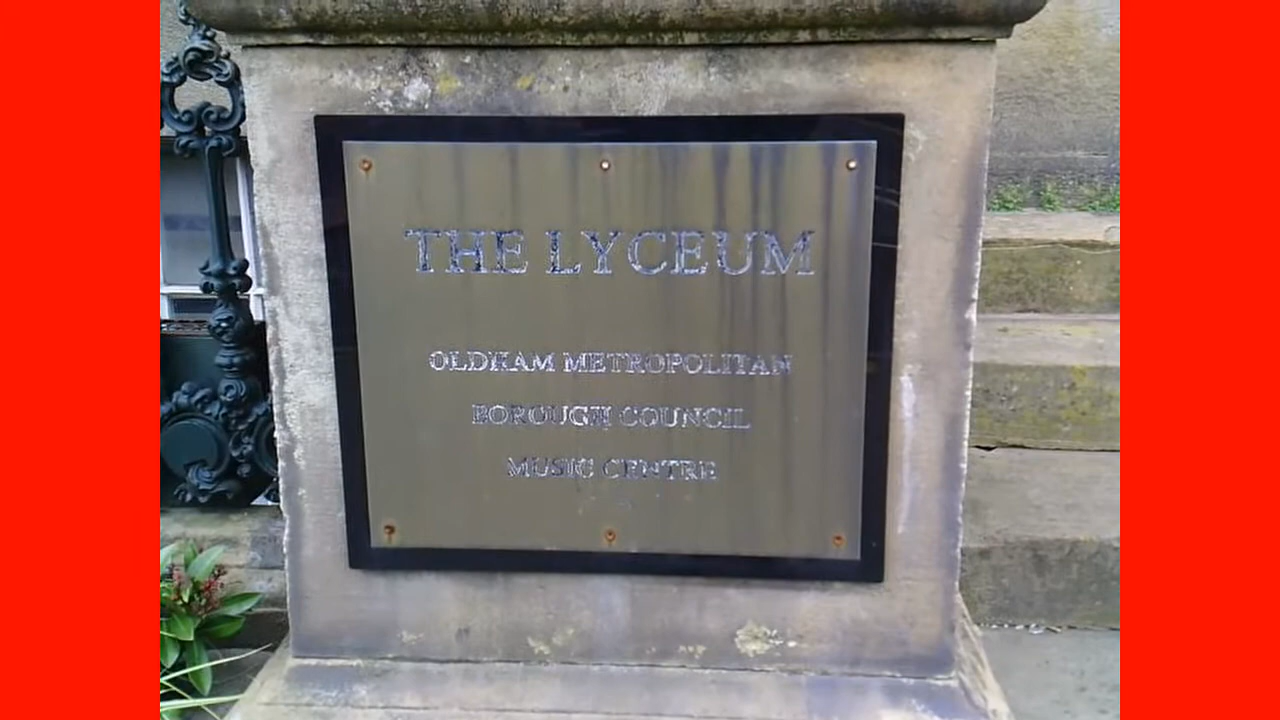 THE LYCEUM
OLDHAM METROPOLITAN
BOROUGH COUNCIL
MUSIC CENTRE